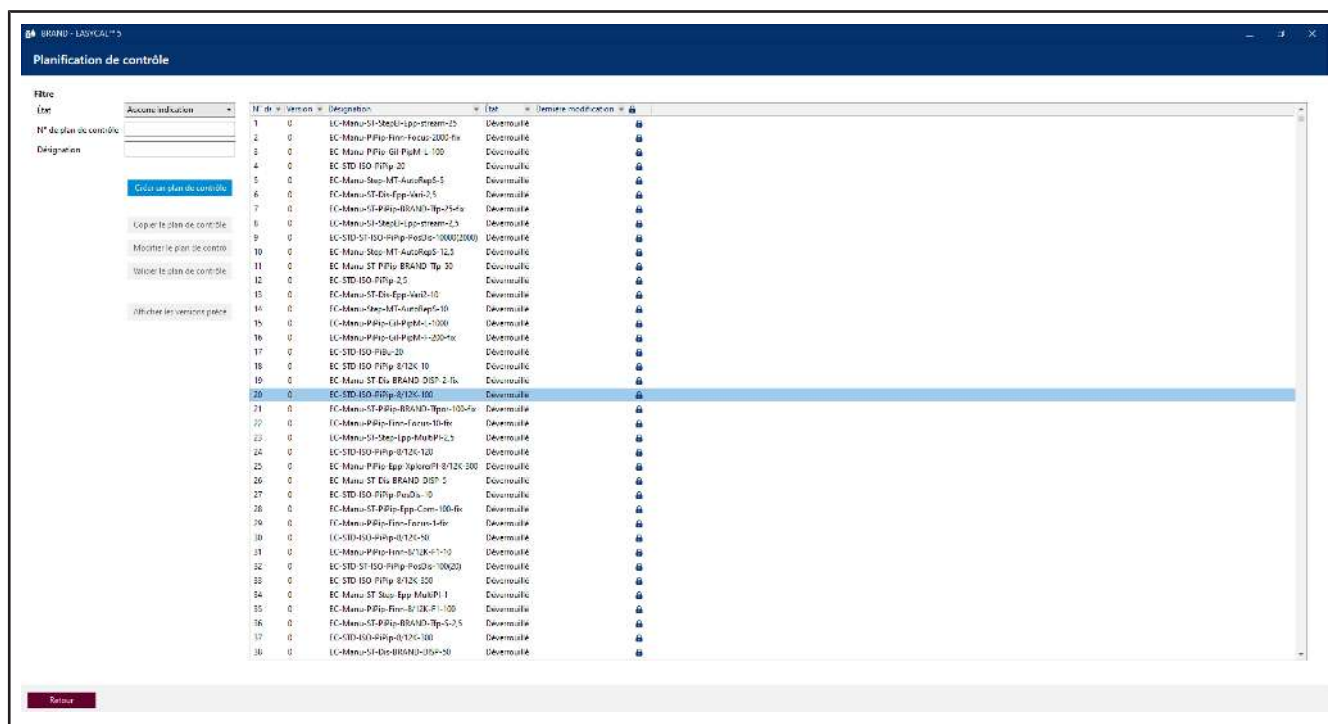 BRAND - EASYCAL™ 5
Planification de contrôle
Filtre
État Aucune indication
N° de plan de contrôle
Désignation
Créer un plan de contrôle
Copier le plan de contrôle
Modifier le plan de contrô
Valider le plan de contrôle
Afficher les versions précé
N° de Version Désignation État Dernière modification
1 0 EC-Manu-ST-StepEl-Epp-stream-25 Déverrouillé
2 0 EC-Manu-PiPip-Finn-Focus-2000-fix Déverrouillé
3 0 EC-Manu-PiPip-Gil-PipM-L-100 Déverrouillé
4 0 EC-STD-ISO-PiPip-20 Déverrouillé
5 0 EC-Manu-Step-MT-AutoRepS-5 Déverrouillé
6 0 EC-Manu-ST-Dis-Epp-Vari-2,5 Déverrouillé
7 0 EC-Manu-ST-PiPip-BRAND-Tfp-25-fix Déverrouillé
8 0 EC-Manu-ST-StepEl-Epp-stream-2,5 Déverrouillé
9 0 EC-STD-ST-ISO-PiPip-PosDis-10000(2000) Déverrouillé
10 0 EC-Manu-Step-MT-AutoRepS-12,5 Déverrouillé
11 0 EC-Manu-ST-PiPip-BRAND-Tfp-50 Déverrouillé
12 0 EC-STD-ISO-PiPip-2,5 Déverrouillé
13 0 EC-Manu-ST-Dis-Epp-Vari2-10 Déverrouillé
14 0 EC-Manu-Step-MT-AutoRepS-10 Déverrouillé
15 0 EC-Manu-PiPip-Gil-PipM-L-1000 Déverrouillé
16 0 EC-Manu-PiPip-Gil-PipM-F-200-fix Déverrouillé
17 0 EC-STD-ISO-PiBu-20 Déverrouillé
18 0 EC-STD-ISO-PiPip-8/12K-10 Déverrouillé
19 0 EC-Manu-ST-Dis-BRAND-DISP-2-fix Déverrouillé
20 0 EC-STD-ISO-PiPip-8/12K-100 Déverrouillé
21 0 EC-Manu-ST-PiPip-BRAND-Tfpor-100-fix Déverrouillé
22 0 EC-Manu-PiPip-Finn-Focus-10-fix Déverrouillé
23 0 EC-Manu-ST-Step-Epp-MultiPl-2,5 Déverrouillé
24 0 EC-STD-ISO-PiPip-8/12K-120 Déverrouillé
25 0 EC-Manu-PiPip-Epp-XplorerPl-8/12K-300 Déverrouillé
26 0 EC-Manu-ST-Dis-BRAND-DISP-5 Déverrouillé
27 0 EC-STD-ISO-PiPip-PosDis-10 Déverrouillé
28 0 EC-Manu-ST-PiPip-Epp-Com-100-fix Déverrouillé
29 0 EC-Manu-PiPip-Finn-Focus-1-fix Déverrouillé
30 0 EC-STD-ISO-PiPip-8/12K-50 Déverrouillé
31 0 EC-Manu-PiPip-Finn-8/12K-F1-10 Déverrouillé
32 0 EC-STD-ST-ISO-PiPip-PosDis-100(20) Déverrouillé
33 0 EC-STD-ISO-PiPip-8/12K-350 Déverrouillé
34 0 EC-Manu-ST-Step-Epp-MultiPl-1 Déverrouillé
35 0 EC-Manu-PiPip-Finn-8/12K-F1-100 Déverrouillé
36 0 EC-Manu-ST-PiPip-BRAND-Tfp-S-2,5 Déverrouillé
37 0 EC-STD-ISO-PiPip-8/12K-300 Déverrouillé
38 0 EC-Manu-ST-Dis-BRAND-DISP-50 Déverrouillé
Retour